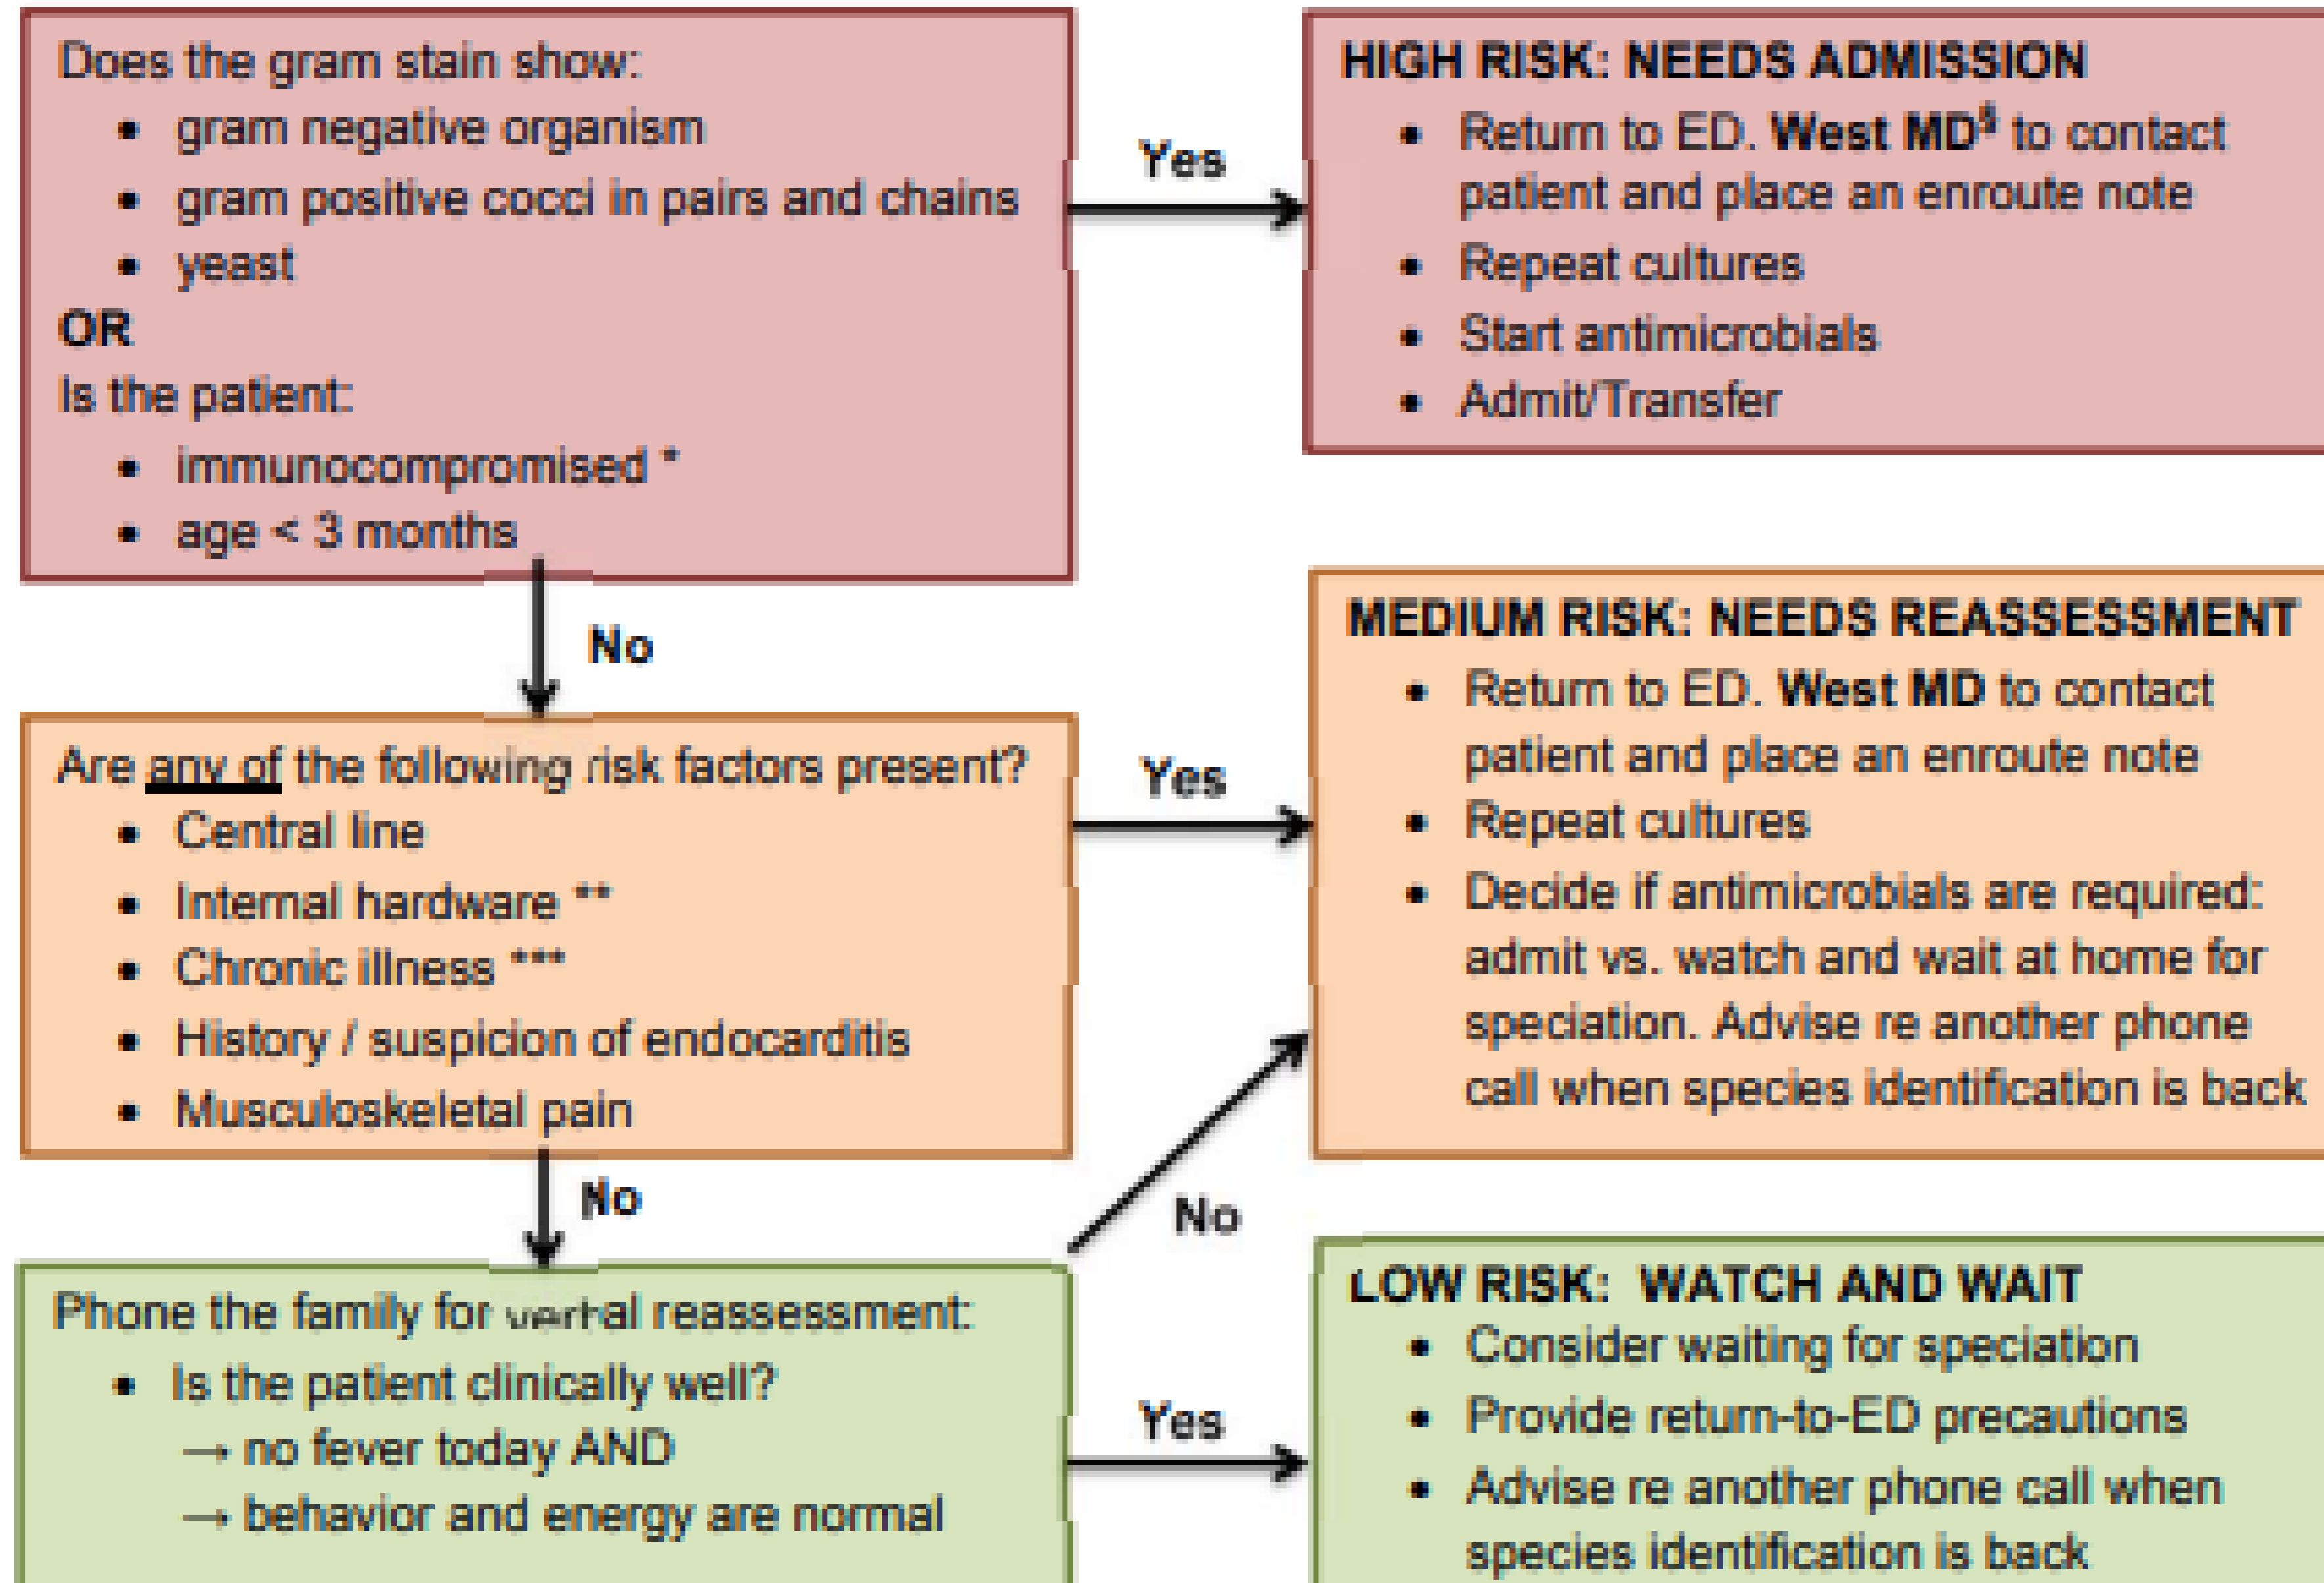 Does the gram stain show:
• gram negative organism
• gram positive cocci in pairs and chains
• yeast
OR
Is the patient:
• immunocompromised *
• age < 3 months
Yes
HIGH RISK: NEEDS ADMISSION
• Return to ED. West MD§ to contact
patient and place an enroute note
• Repeat cultures
• Start antimicrobials
• Admit/Transfer
No
Are any of the following risk factors present?
• Central line
• Internal hardware **
• Chronic illness ***
• History / suspicion of endocarditis
• Musculoskeletal pain
Yes
MEDIUM RISK: NEEDS REASSESSMENT
• Return to ED. West MD to contact
patient and place an enroute note
• Repeat cultures
• Decide if antimicrobials are required:
admit vs. watch and wait at home for
speciation. Advise re another phone
call when species identification is back
No
No
Phone the family for verbal reassessment:
• Is the patient clinically well?
→ no fever today AND
→ behavior and energy are normal
Yes
LOW RISK: WATCH AND WAIT
• Consider waiting for speciation
• Provide return-to-ED precautions
• Advise re another phone call when
species identification is back